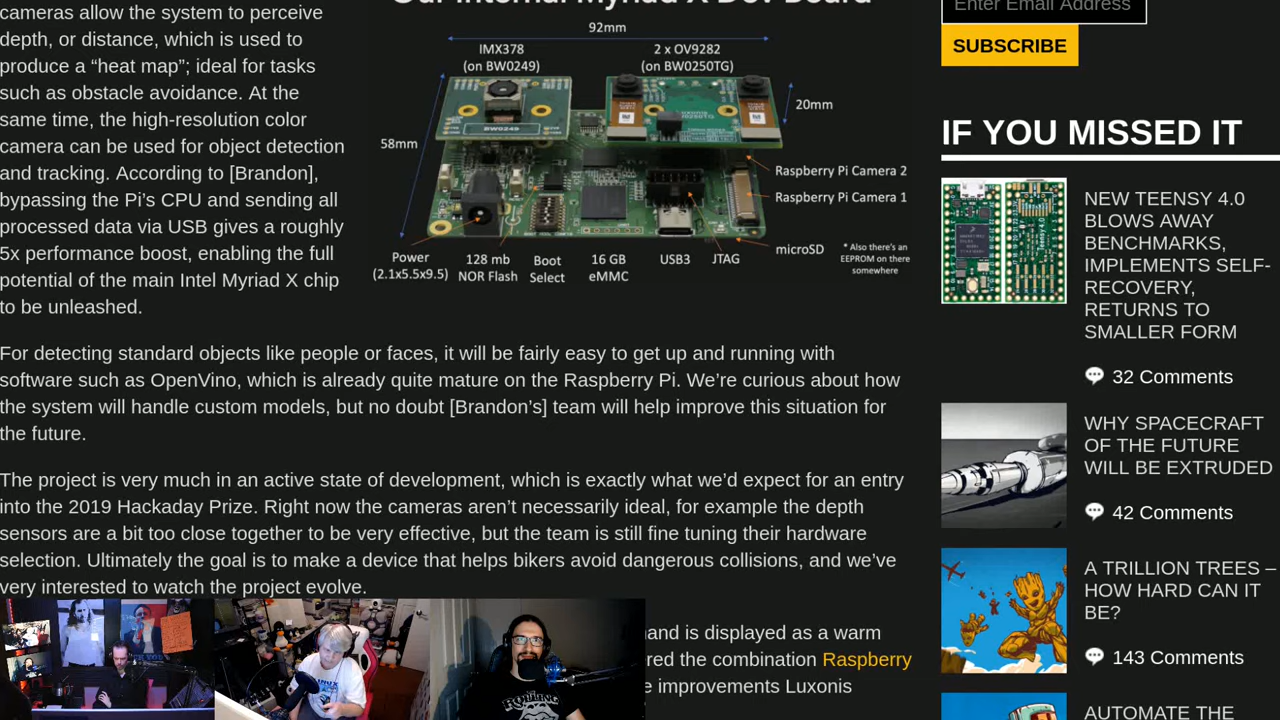 cameras allow the system to perceive
depth, or distance, which is used to
produce a “heat map”; ideal for tasks
such as obstacle avoidance. At the
same time, the high-resolution color
camera can be used for object detection
and tracking. According to [Brandon],
bypassing the Pi’s CPU and sending all
processed data via USB gives a roughly
5x performance boost, enabling the full
potential of the main Intel Myriad X chip
to be unleashed.
Our Internal Myriad X Dev Board
92mm
IMX378
(on BW0249)
2 x OV9282
(on BW0250TG)
20mm
58mm
BW0249
Raspberry Pi Camera 2
Raspberry Pi Camera 1
microSD
Power
(2.1x5.5x9.5)
128 mb
NOR Flash
Boot
Select
16 GB
eMMC
USB3
JTAG
* Also there’s an
EEPROM on there
somewhere
For detecting standard objects like people or faces, it will be fairly easy to get up and running with
software such as OpenVino, which is already quite mature on the Raspberry Pi. We’re curious about how
the system will handle custom models, but no doubt [Brandon’s] team will help improve this situation for
the future.
The project is very much in an active state of development, which is exactly what we’d expect for an entry
into the 2019 Hackaday Prize. Right now the cameras aren’t necessarily ideal, for example the depth
sensors are a bit too close together to be very effective, but the team is still fine tuning their hardware
selection. Ultimately the goal is to make a device that helps bikers avoid dangerous collisions, and we’ve
very interested to watch the project evolve.
hand is displayed as a warm
red the combination Raspberry
e improvements Luxonis
Enter Email Address
SUBSCRIBE
IF YOU MISSED IT
NEW TEENSY 4.0
BLOWS AWAY
BENCHMARKS,
IMPLEMENTS SELF-
RECOVERY,
RETURNS TO
SMALLER FORM
32 Comments
WHY SPACECRAFT
OF THE FUTURE
WILL BE EXTRUDED
42 Comments
A TRILLION TREES –
HOW HARD CAN IT
BE?
143 Comments
AUTOMATE THE